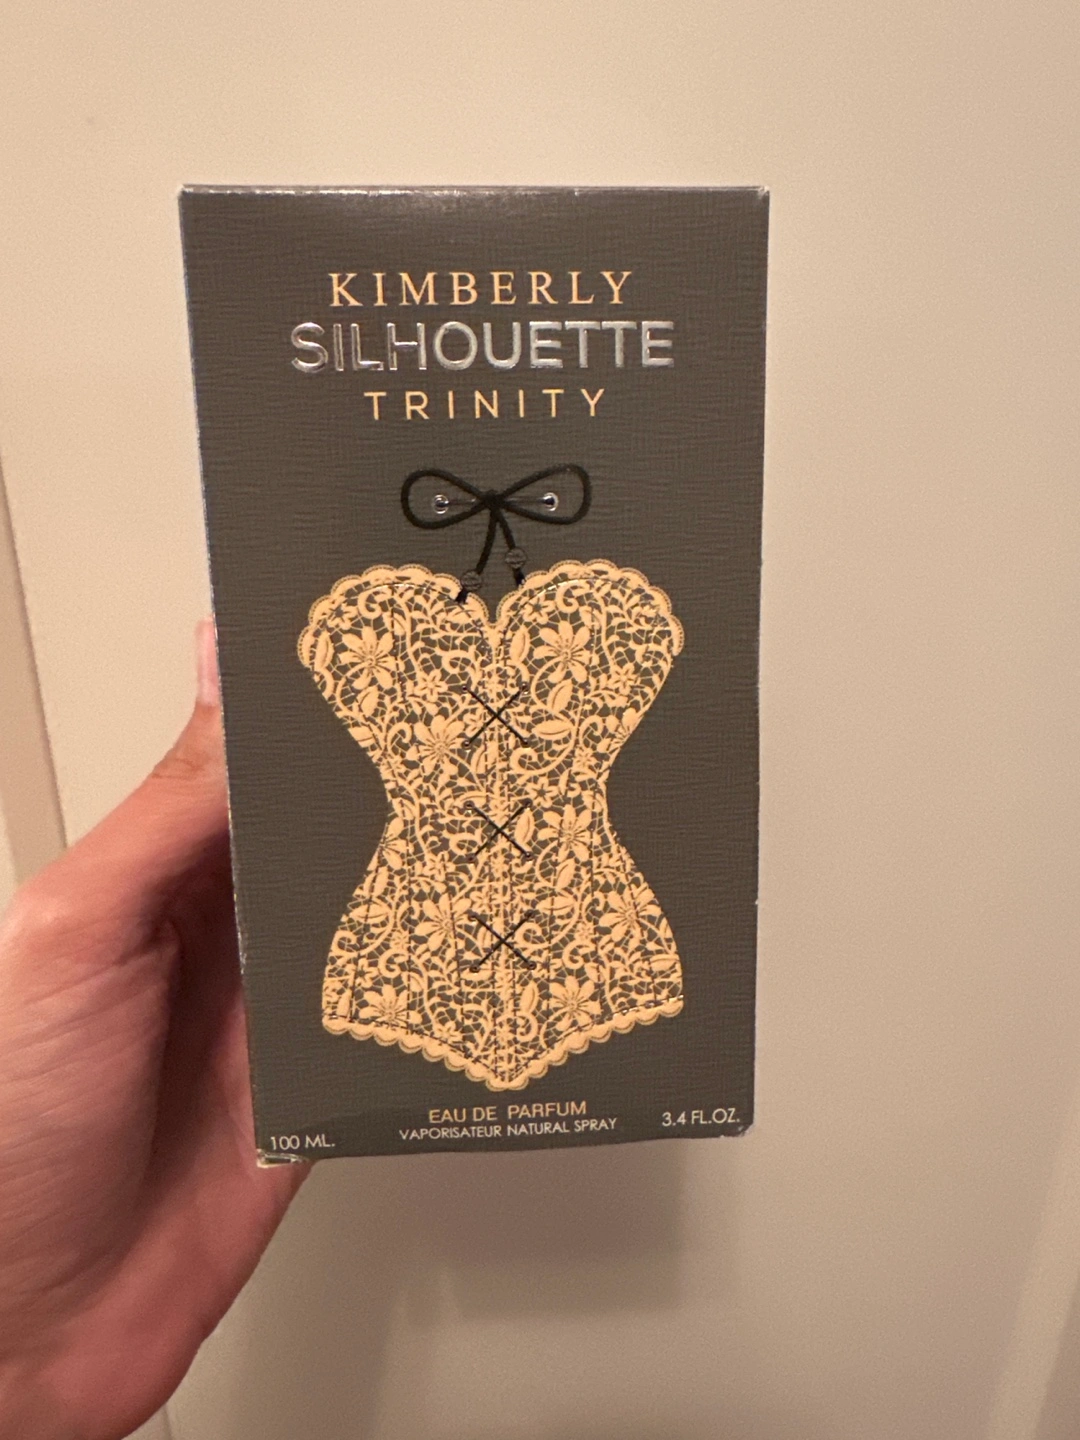 KIMBERLY
SILHOUETTE
TRINITY
EAU DE PARFUM
VAPORISATEUR NATURAL SPRAY
100 ML.
3.4 FL.OZ.